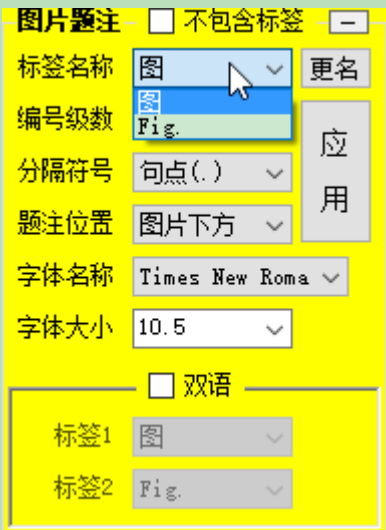 图片题注 不包含标签 -
标签名称 图 更名
图
编号级数 Fig.
应用
分隔符号 句点(.)
题注位置 图片下方
字体名称 Times New Roma
字体大小 10.5
双语
标签1 图
标签2 Fig.